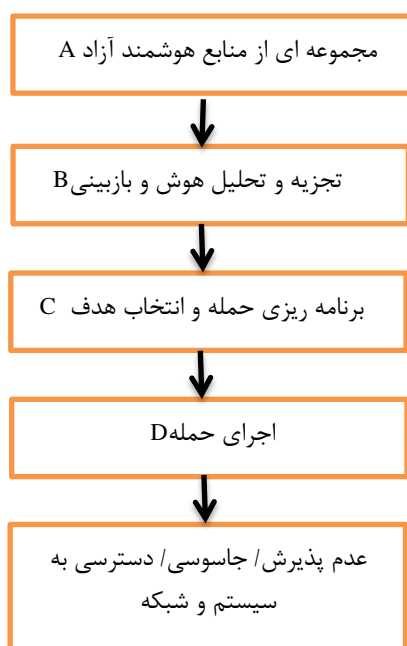 مجموعه ای از منابع هوشمند آزاد A
تجزیه و تحلیل هوش و بازبینیB
برنامه ریزی حمله و انتخاب هدف C
اجرای حملهD
عدم پذیرش/ جاسوسی/ دسترسی به
سیستم و شبکه